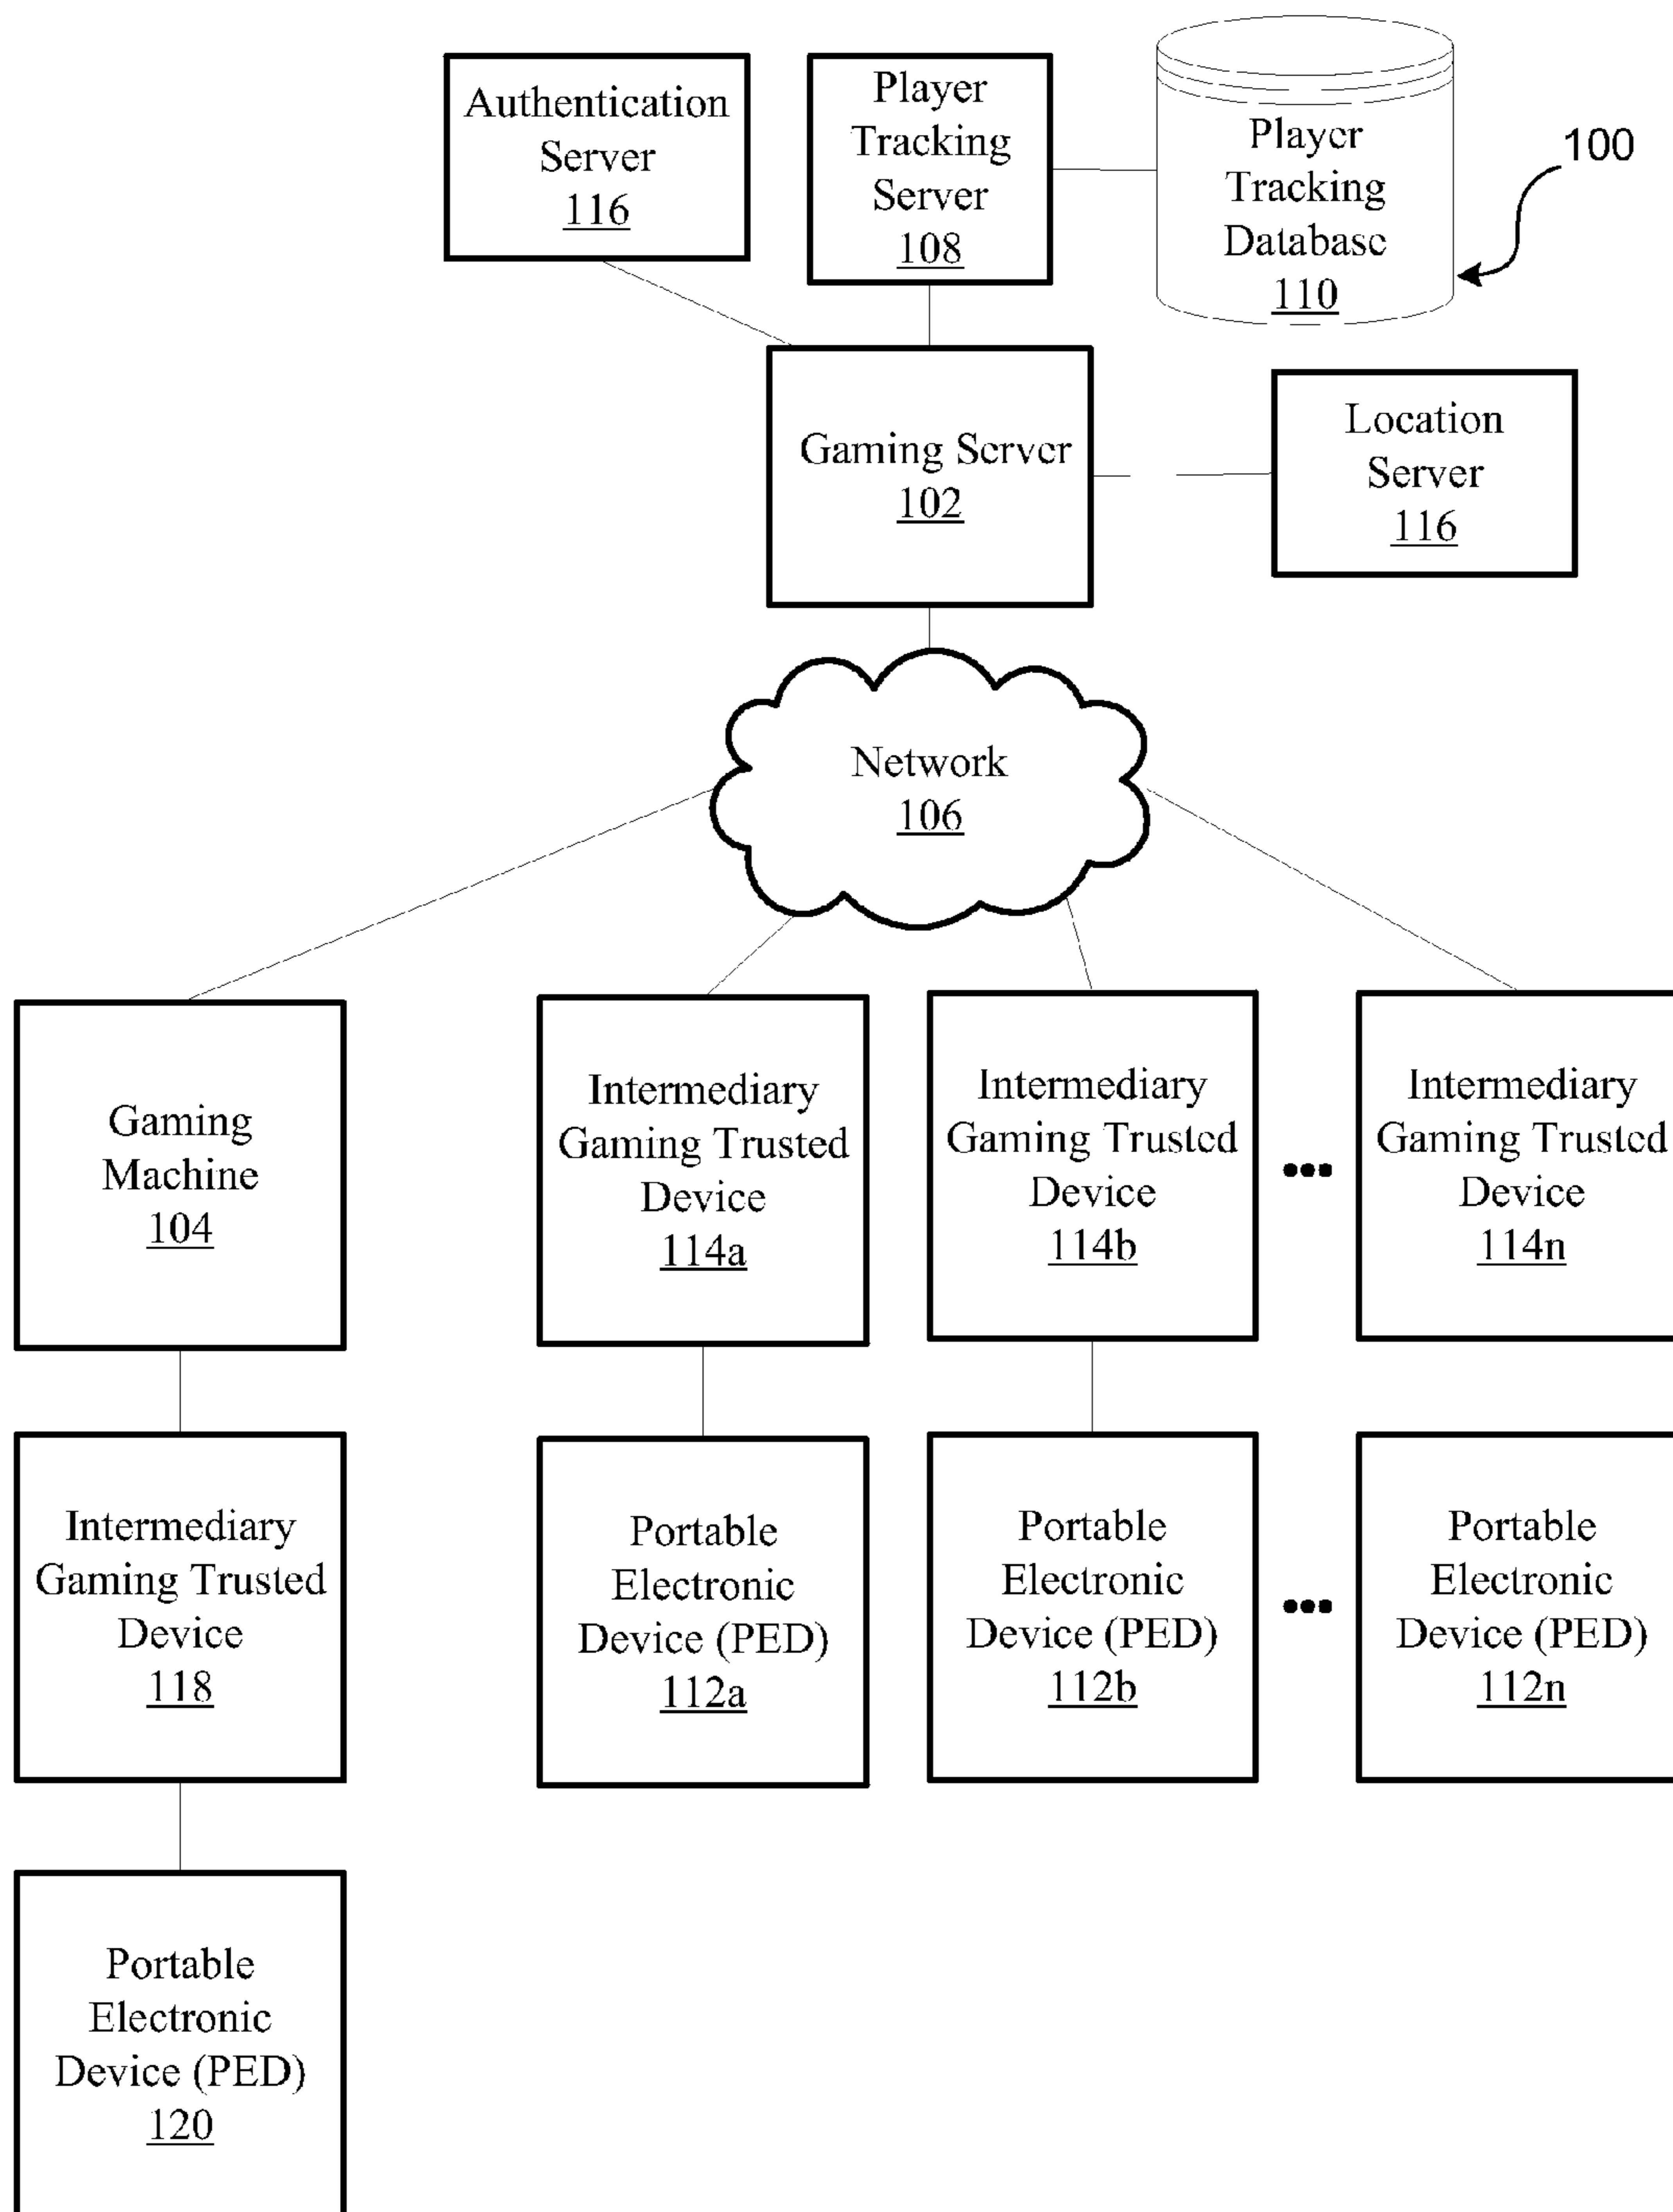 Authentication
Server
116
Player
Tracking
Server
108
Player
Tracking
Database
110
100
Gaming Server
102
Location
Server
116
Network
106
Gaming
Machine
104
Intermediary
Gaming Trusted
Device
114a
Intermediary
Gaming Trusted
Device
114b
•••
Intermediary
Gaming Trusted
Device
114n
Intermediary
Gaming Trusted
Device
118
Portable
Electronic
Device (PED)
112a
Portable
Electronic
Device (PED)
112b
•••
Portable
Electronic
Device (PED)
112n
Portable
Electronic
Device (PED)
120